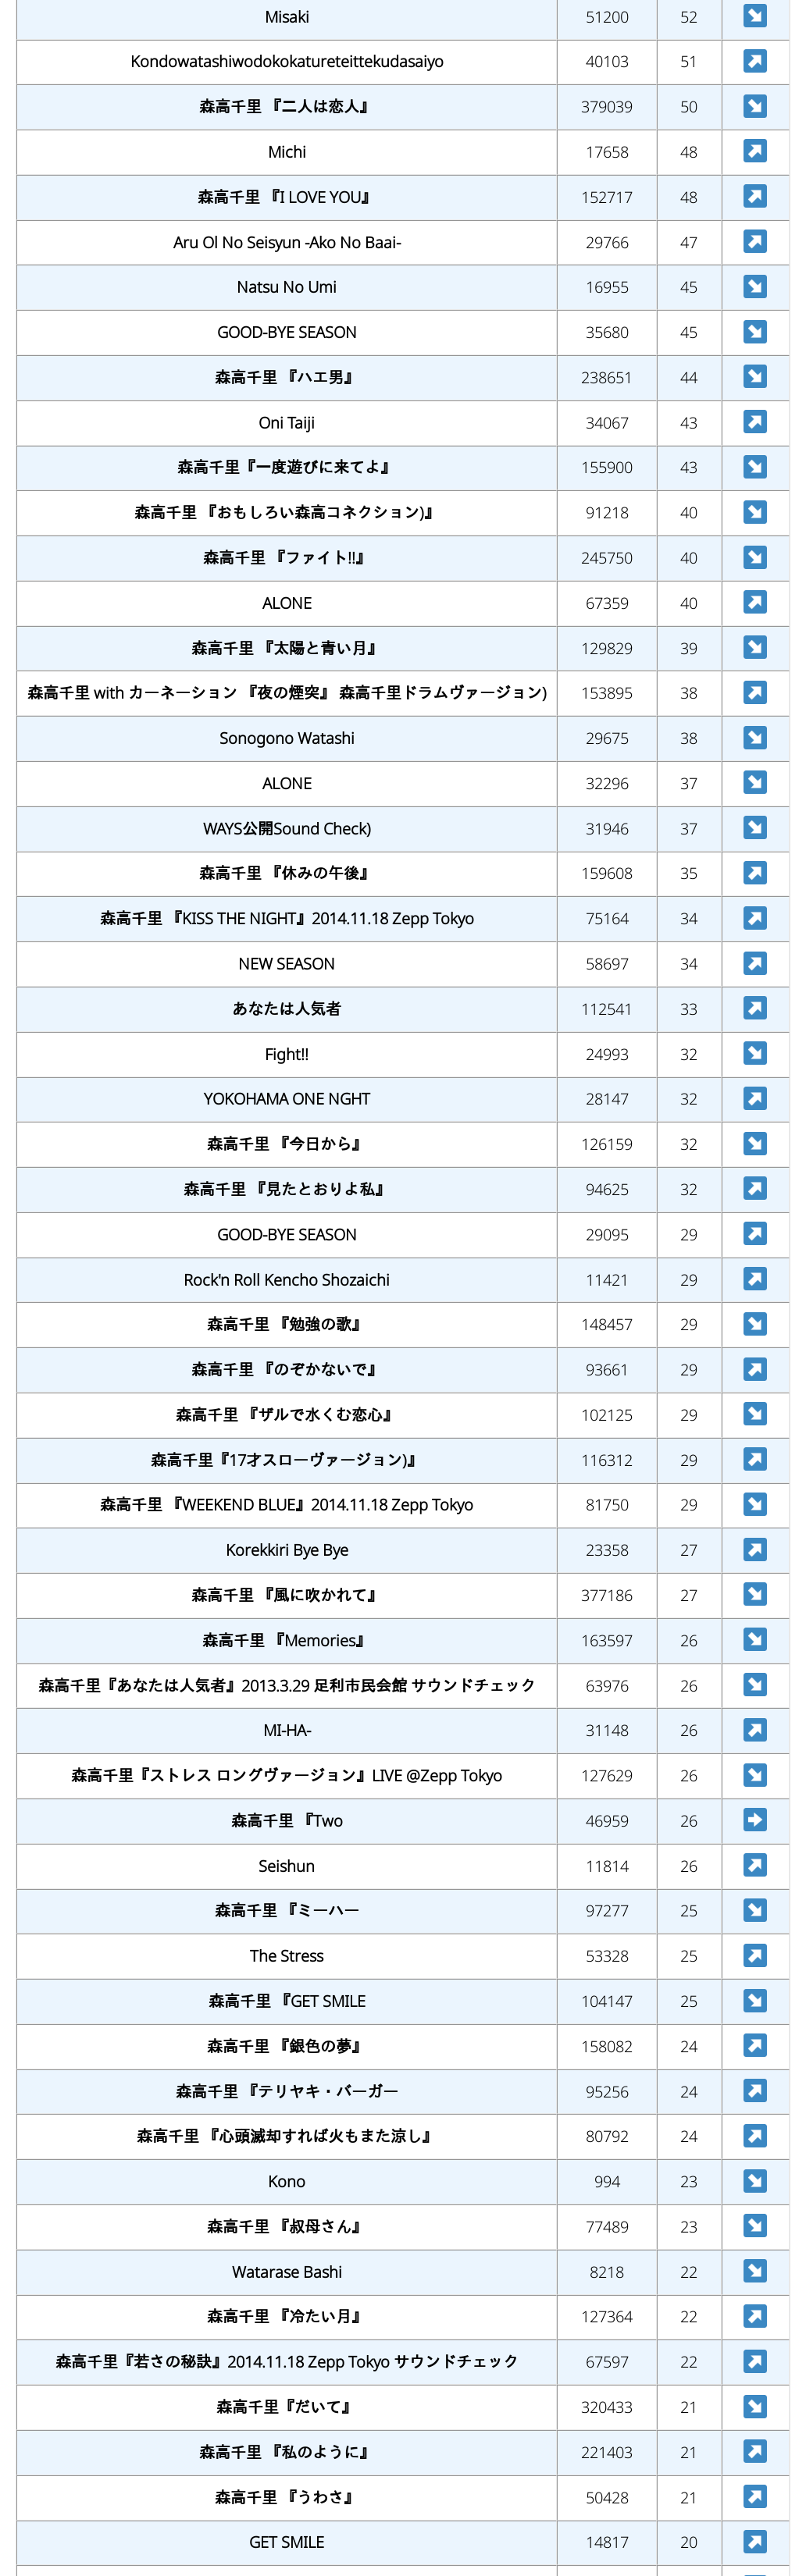 Misaki 51200 52
Kondowatashiwodokokatureteittekudasaiyo 40103 51
森高千里 『二人は恋人』 379039 50
Michi 17658 48
森高千里 『I LOVE YOU』 152717 48
Aru Ol No Seisyun -Ako No Baai- 29766 47
Natsu No Umi 16955 45
GOOD-BYE SEASON 35680 45
森高千里 『ハエ男』 238651 44
Oni Taiji 34067 43
森高千里『一度遊びに来てよ』 155900 43
森高千里 『おもしろい森高コネクション)』 91218 40
森高千里 『ファイト!!』 245750 40
ALONE 67359 40
森高千里 『太陽と青い月』 129829 39
森高千里 with カーネーション 『夜の煙突』 森高千里ドラムヴァージョン) 153895 38
Sonogono Watashi 29675 38
ALONE 32296 37
WAYS公開Sound Check) 31946 37
森高千里 『休みの午後』 159608 35
森高千里 『KISS THE NIGHT』2014.11.18 Zepp Tokyo 75164 34
NEW SEASON 58697 34
あなたは人気者 112541 33
Fight!! 24993 32
YOKOHAMA ONE NGHT 28147 32
森高千里 『今日から』 126159 32
森高千里 『見たとおりよ私』 94625 32
GOOD-BYE SEASON 29095 29
Rock'n Roll Kencho Shozaichi 11421 29
森高千里 『勉強の歌』 148457 29
森高千里 『のぞかないで』 93661 29
森高千里 『ザルで水くむ恋心』 102125 29
森高千里『17才スローヴァージョン)』 116312 29
森高千里 『WEEKEND BLUE』2014.11.18 Zepp Tokyo 81750 29
Korekkiri Bye Bye 23358 27
森高千里 『風に吹かれて』 377186 27
森高千里 『Memories』 163597 26
森高千里『あなたは人気者』2013.3.29 足利市民会館 サウンドチェック 63976 26
MI-HA- 31148 26
森高千里『ストレス ロングヴァージョン』LIVE @Zepp Tokyo 127629 26
森高千里 『Two 46959 26
Seishun 11814 26
森高千里 『ミーハー 97277 25
The Stress 53328 25
森高千里 『GET SMILE 104147 25
森高千里 『銀色の夢』 158082 24
森高千里 『テリヤキ・バーガー 95256 24
森高千里 『心頭滅却すれば火もまた涼し』 80792 24
Kono 994 23
森高千里 『叔母さん』 77489 23
Watarase Bashi 8218 22
森高千里 『冷たい月』 127364 22
森高千里『若さの秘訣』2014.11.18 Zepp Tokyo サウンドチェック 67597 22
森高千里『だいて』 320433 21
森高千里 『私のように』 221403 21
森高千里 『うわさ』 50428 21
GET SMILE 14817 20